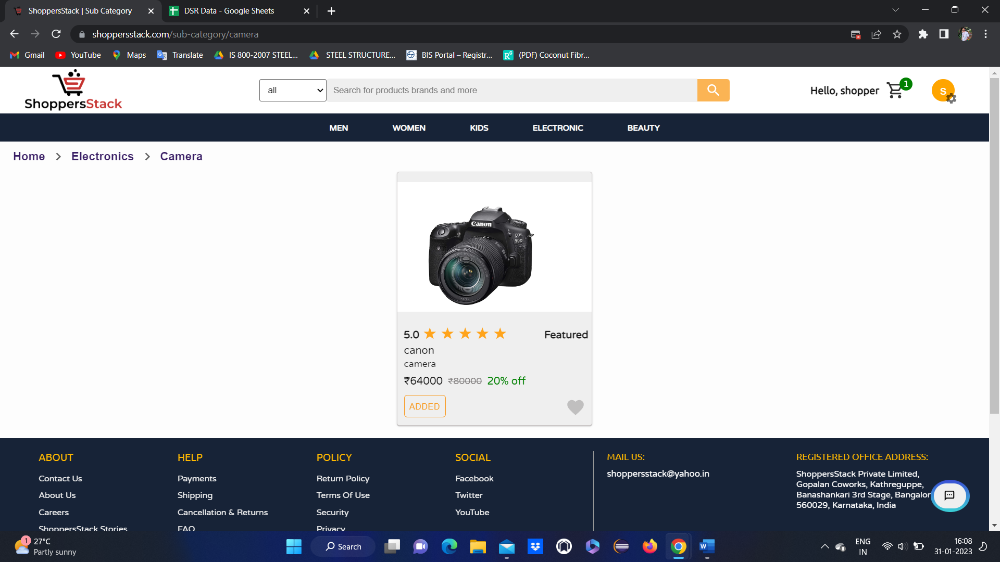 ShoppersStack | Sub Category
DSR Data - Google Sheets
shoppersstack.com/sub-category/camera
Gmail
YouTube
Maps
Translate
IS 800-2007 STEEL...
STEEL STRUCTURE...
BIS Portal – Registr...
(PDF) Coconut Fibr...
ShoppersStack
all
Search for products brands and more
Hello, shopper
1
S
MEN
WOMEN
KIDS
ELECTRONIC
BEAUTY
Home > Electronics > Camera
Canon
EOS
90D
5.0
Featured
canon
camera
₹64000 ₹80000 20% off
ADDED
ABOUT
Contact Us
About Us
Careers
ShoppersStack Stories
HELP
Payments
Shipping
Cancellation & Returns
FAQ
POLICY
Return Policy
Terms Of Use
Security
Privacy
SOCIAL
Facebook
Twitter
YouTube
MAIL US:
shoppersstack@yahoo.in
REGISTERED OFFICE ADDRESS:
ShoppersStack Private Limited,
Gopalan Coworks, Kathreguppe,
Banashankari 3rd Stage, Bangalor
560029, Karnataka, India
1
27°C
Partly sunny
Search
ENG
IN
16:08
31-01-2023